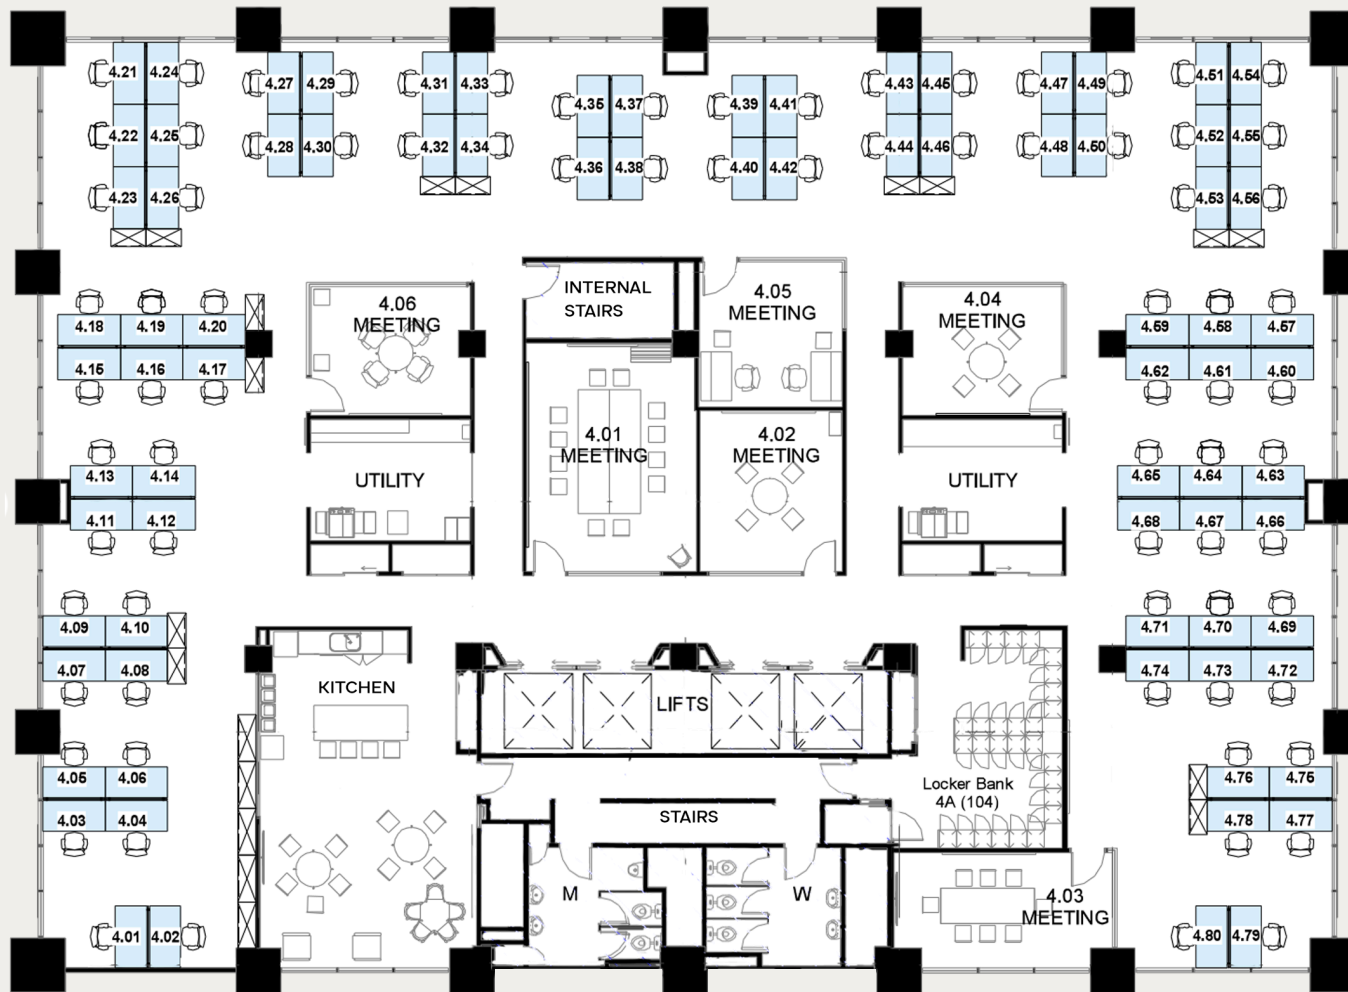 4.21 4.24
4.22 4.25
4.23 4.26
4.27 4.29
4.28 4.30
4.31 4.33
4.32 4.34
4.35 4.37
4.36 4.38
4.39 4.41
4.40 4.42
4.43 4.45
4.44 4.46
4.47 4.49
4.48 4.50
4.51 4.54
4.52 4.55
4.53 4.56
4.18 4.19 4.20
4.15 4.16 4.17
4.06
MEETING
INTERNAL
STAIRS
4.05
MEETING
4.04
MEETING
4.59 4.58 4.57
4.62 4.61 4.60
4.13 4.14
4.11 4.12
UTILITY
4.01
MEETING
4.02
MEETING
UTILITY
4.65 4.64 4.63
4.68 4.67 4.66
4.09 4.10
4.07 4.08
KITCHEN
LIFTS
4.71 4.70 4.69
4.74 4.73 4.72
4.05 4.06
4.03 4.04
STAIRS
Locker Bank
4A (104)
4.76 4.75
4.78 4.77
4.01 4.02
M
W
4.03
MEETING
4.80 4.79